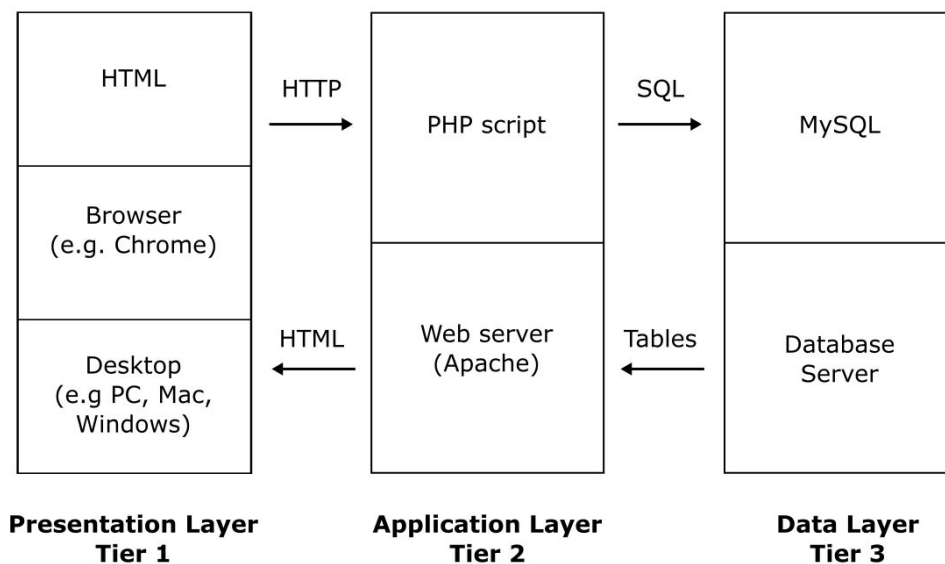 HTML
Browser
(e.g. Chrome)
Desktop
(e.g PC, Mac,
Windows)
HTTP
HTML
PHP script
Web server
(Apache)
SQL
Tables
MySQL
Database
Server
Presentation Layer
Tier 1
Application Layer
Tier 2
Data Layer
Tier 3